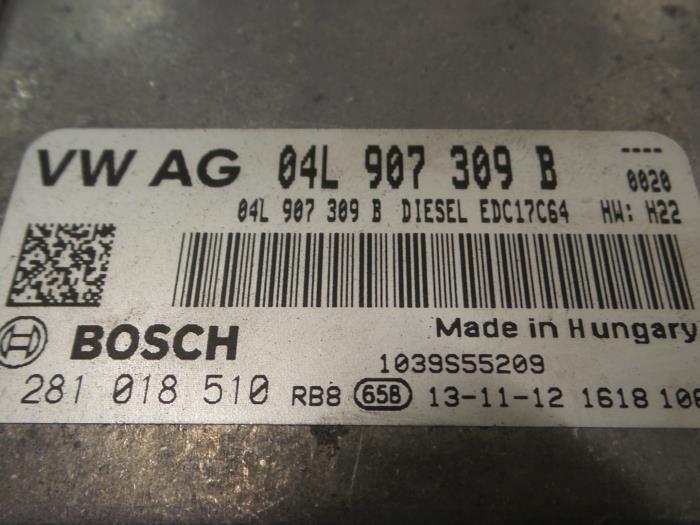 VW AG 04L 907 309 B ----
0020
04L 907 309 B DIESEL EDC17C64 HW: H22
Made in Hungary
BOSCH
1039S55209
281 018 510 RB8 65B 13-11-12 1618